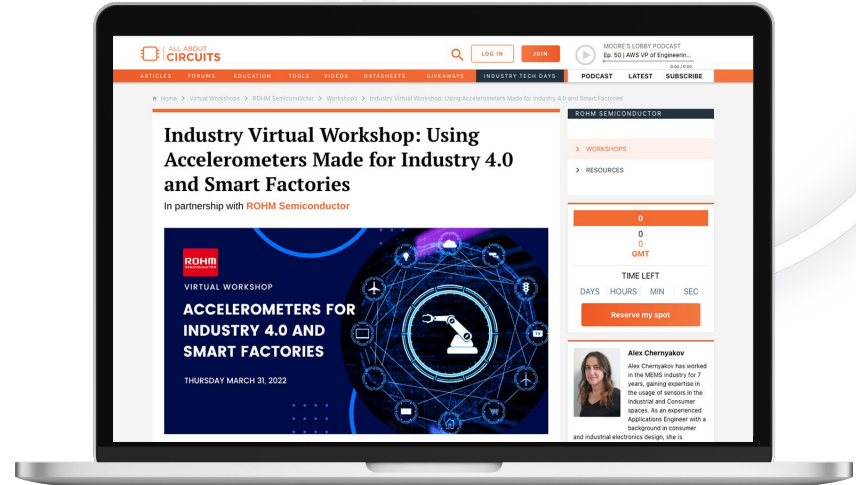 ALL ABOUT
CIRCUITS
LOG IN
JOIN
MOORE'S LOBBY PODCAST
Ep. 50 | AWS VP of Engineerin...
0:00 / 0:00
ARTICLES FORUMS EDUCATION TOOLS VIDEOS DATASHEETS GIVEAWAYS INDUSTRY TECH DAYS PODCAST LATEST SUBSCRIBE
Home > Virtual Workshops > ROHM Semiconductor > Workshops > Industry Virtual Workshop: Using Accelerometers Made for Industry 4.0 and Smart Factories
Industry Virtual Workshop: Using
Accelerometers Made for Industry 4.0
and Smart Factories
In partnership with ROHM Semiconductor
ROHM
SEMICONDUCTOR
VIRTUAL WORKSHOP
ACCELEROMETERS FOR
INDUSTRY 4.0 AND
SMART FACTORIES
THURSDAY MARCH 31, 2022
TV
ROHM SEMICONDUCTOR
> WORKSHOPS
> RESOURCES
0
0
0
GMT
TIME LEFT
DAYS HOURS MIN SEC
Reserve my spot
Alex Chernyakov
Alex Chernyakov has worked
in the MEMS industry for 7
years, gaining expertise in
the usage of sensors in the
Industrial and Consumer
spaces. As an experienced
Applications Engineer with a
background in consumer
and industrial electronics design, she is